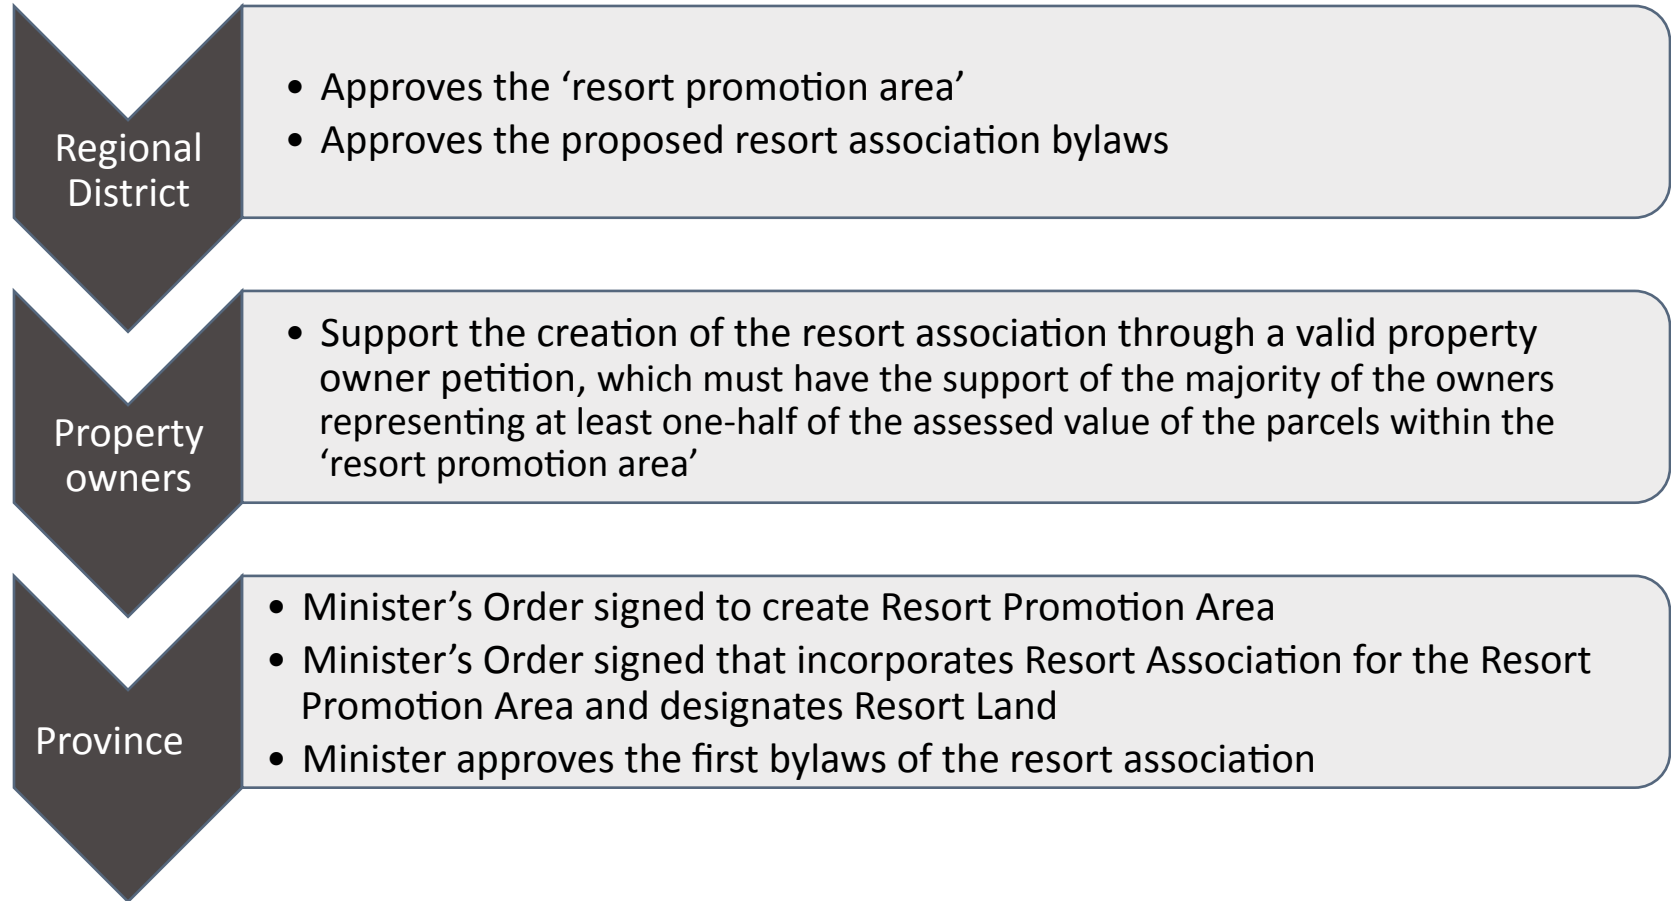 Regional
District
• Approves the ‘resort promotion area’
• Approves the proposed resort association bylaws
Property
owners
• Support the creation of the resort association through a valid property
owner petition, which must have the support of the majority of the owners
representing at least one-half of the assessed value of the parcels within the
‘resort promotion area’
Province
• Minister’s Order signed to create Resort Promotion Area
• Minister’s Order signed that incorporates Resort Association for the Resort
Promotion Area and designates Resort Land
• Minister approves the first bylaws of the resort association